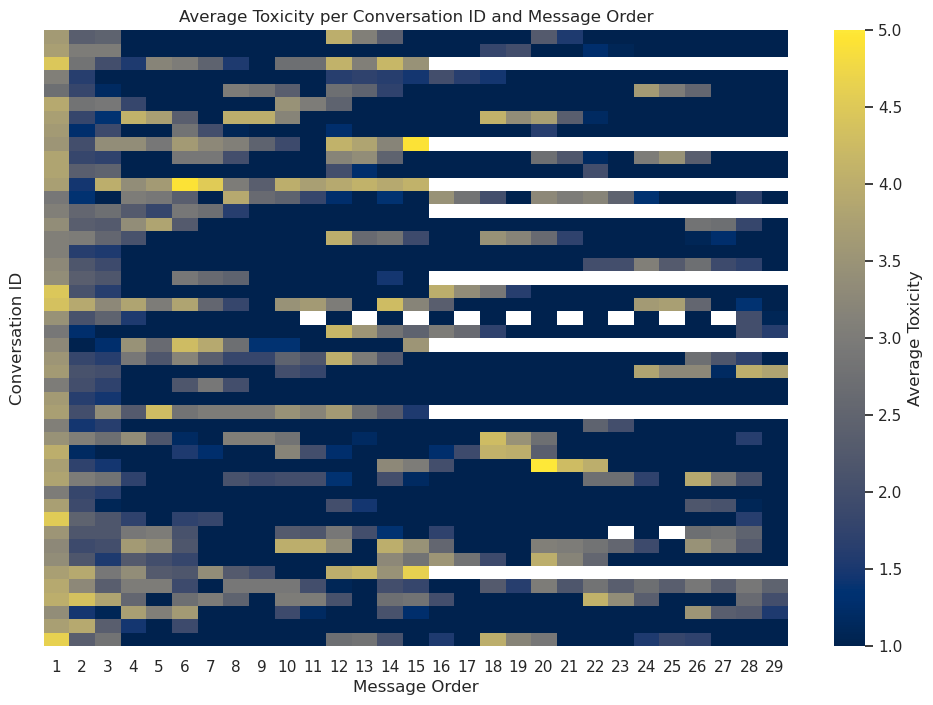 Average Toxicity per Conversation ID and Message Order
5.0
4.5
4.0
3.5
3.0
2.5
2.0
1.5
1.0
Average Toxicity
Conversation ID
1 2 3 4 5 6 7 8 9 10 11 12 13 14 15 16 17 18 19 20 21 22 23 24 25 26 27 28 29
Message Order